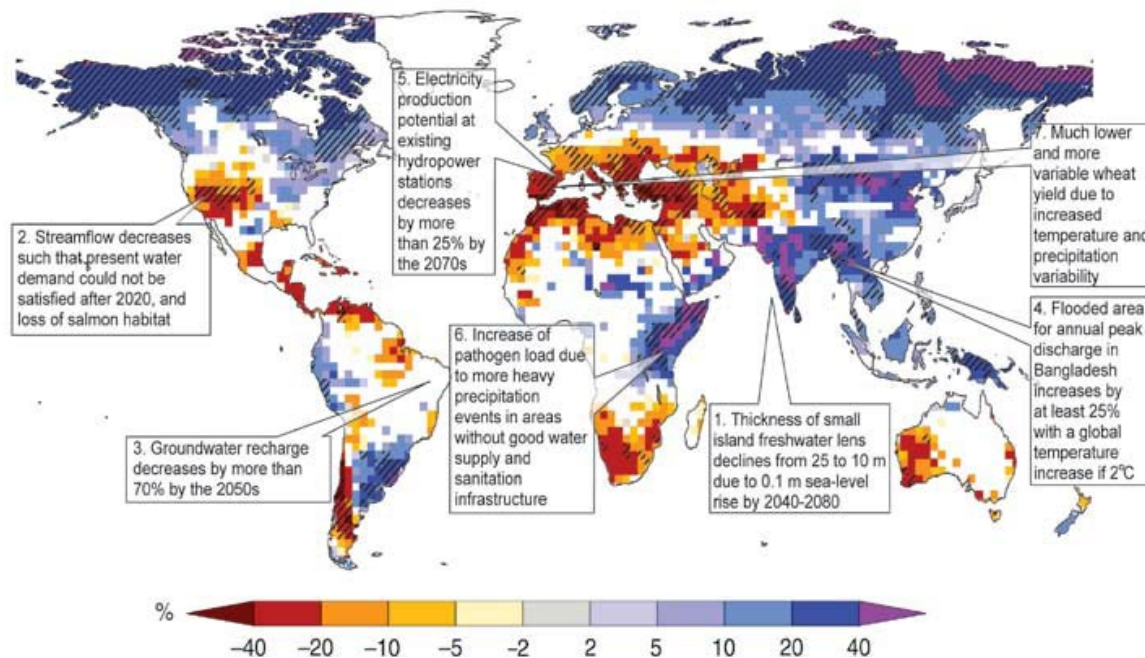 5. Electricity
production
potential at
existing
hydropower
stations
decreases
by more
than 25% by
the 2070s
7. Much lower
and more
variable wheat
yield due to
increased
temperature and
precipitation
variability
2. Streamflow decreases
such that present water
demand could not be
satisfied after 2020, and
loss of salmon habitat
6. Increase of
pathogen load due
to more heavy
precipitation
events in areas
without good water
supply and
sanitation
infrastructure
4. Flooded area
for annual peak
discharge in
Bangladesh
increases by
at least 25%
with a global
temperature
increase if 2°C
3. Groundwater recharge
decreases by more than
70% by the 2050s
1. Thickness of small
island freshwater lens
declines from 25 to 10 m
due to 0.1 m sea-level
rise by 2040-2080
%
–40 –20 –10 –5 –2 2 5 10 20 40